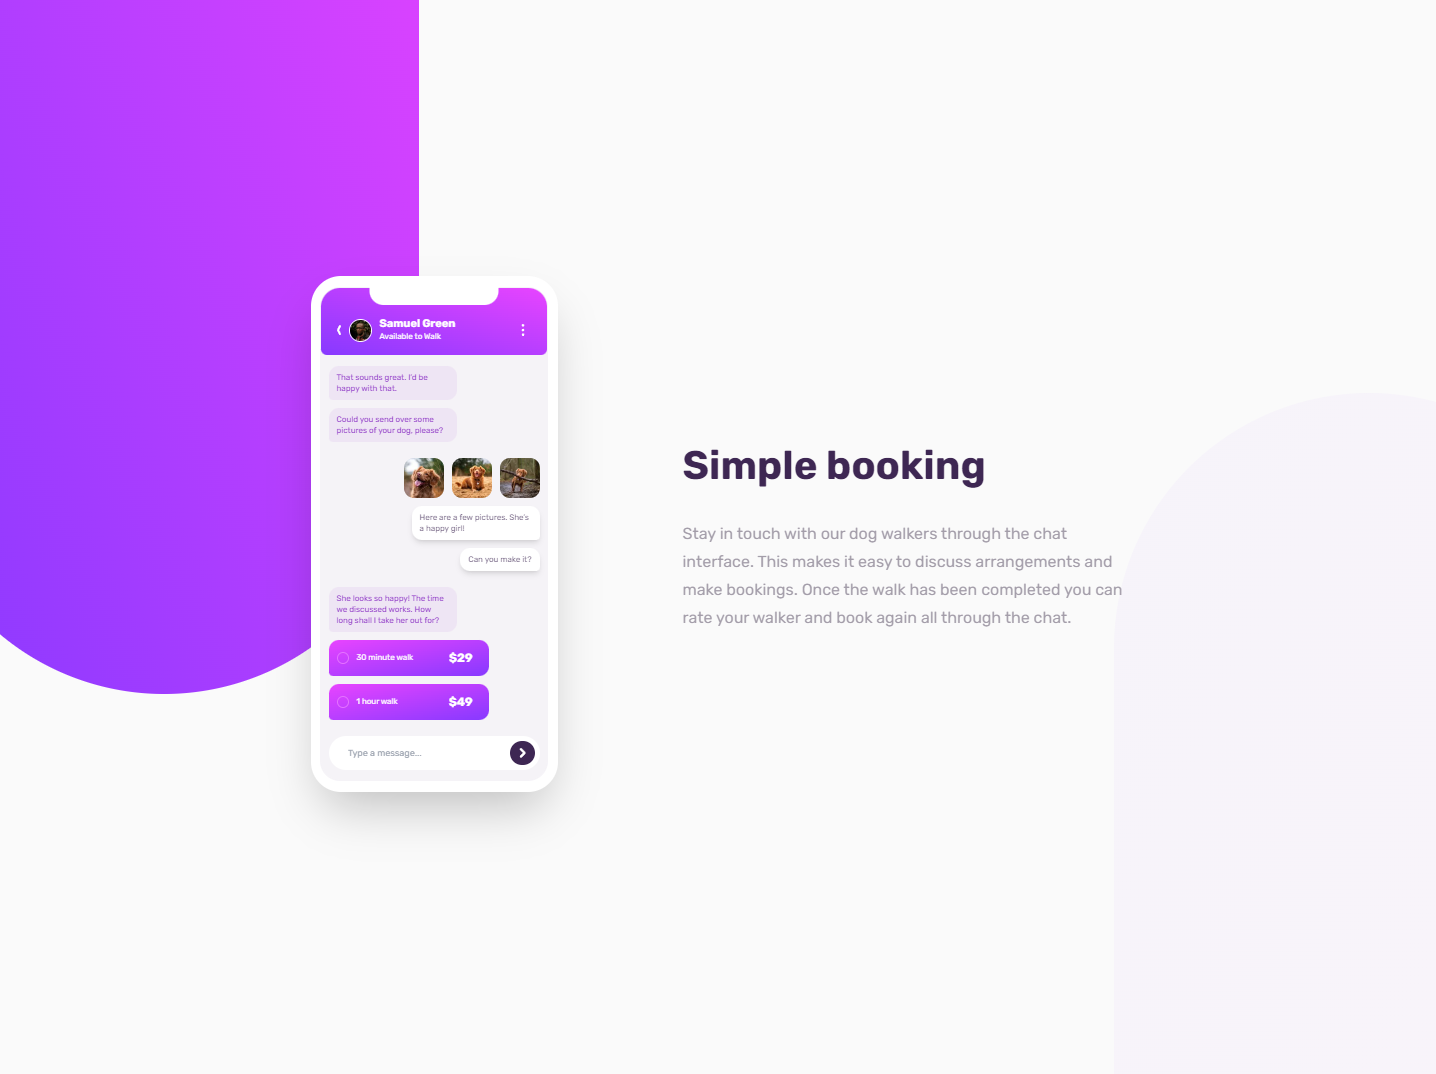 Samuel Green
Available to Walk
That sounds great. I'd be
happy with that.
Could you send over some
pictures of your dog, please?
Here are a few pictures. She's
a happy girl!
Can you make it?
She looks so happy! The time
we discussed works. How
long shall I take her out for?
30 minute walk $29
1 hour walk $49
Type a message...
Simple booking
Stay in touch with our dog walkers through the chat
interface. This makes it easy to discuss arrangements and
make bookings. Once the walk has been completed you can
rate your walker and book again all through the chat.